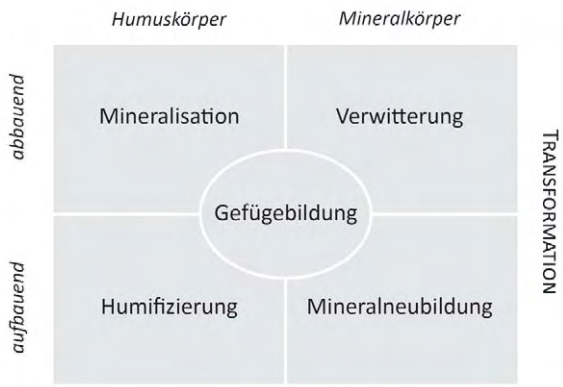 Humuskörper Mineralkörper
abbauend
Mineralisation Verwitterung
TRANSFORMATION
Gefügebildung
aufbauend
Humifizierung Mineralneubildung